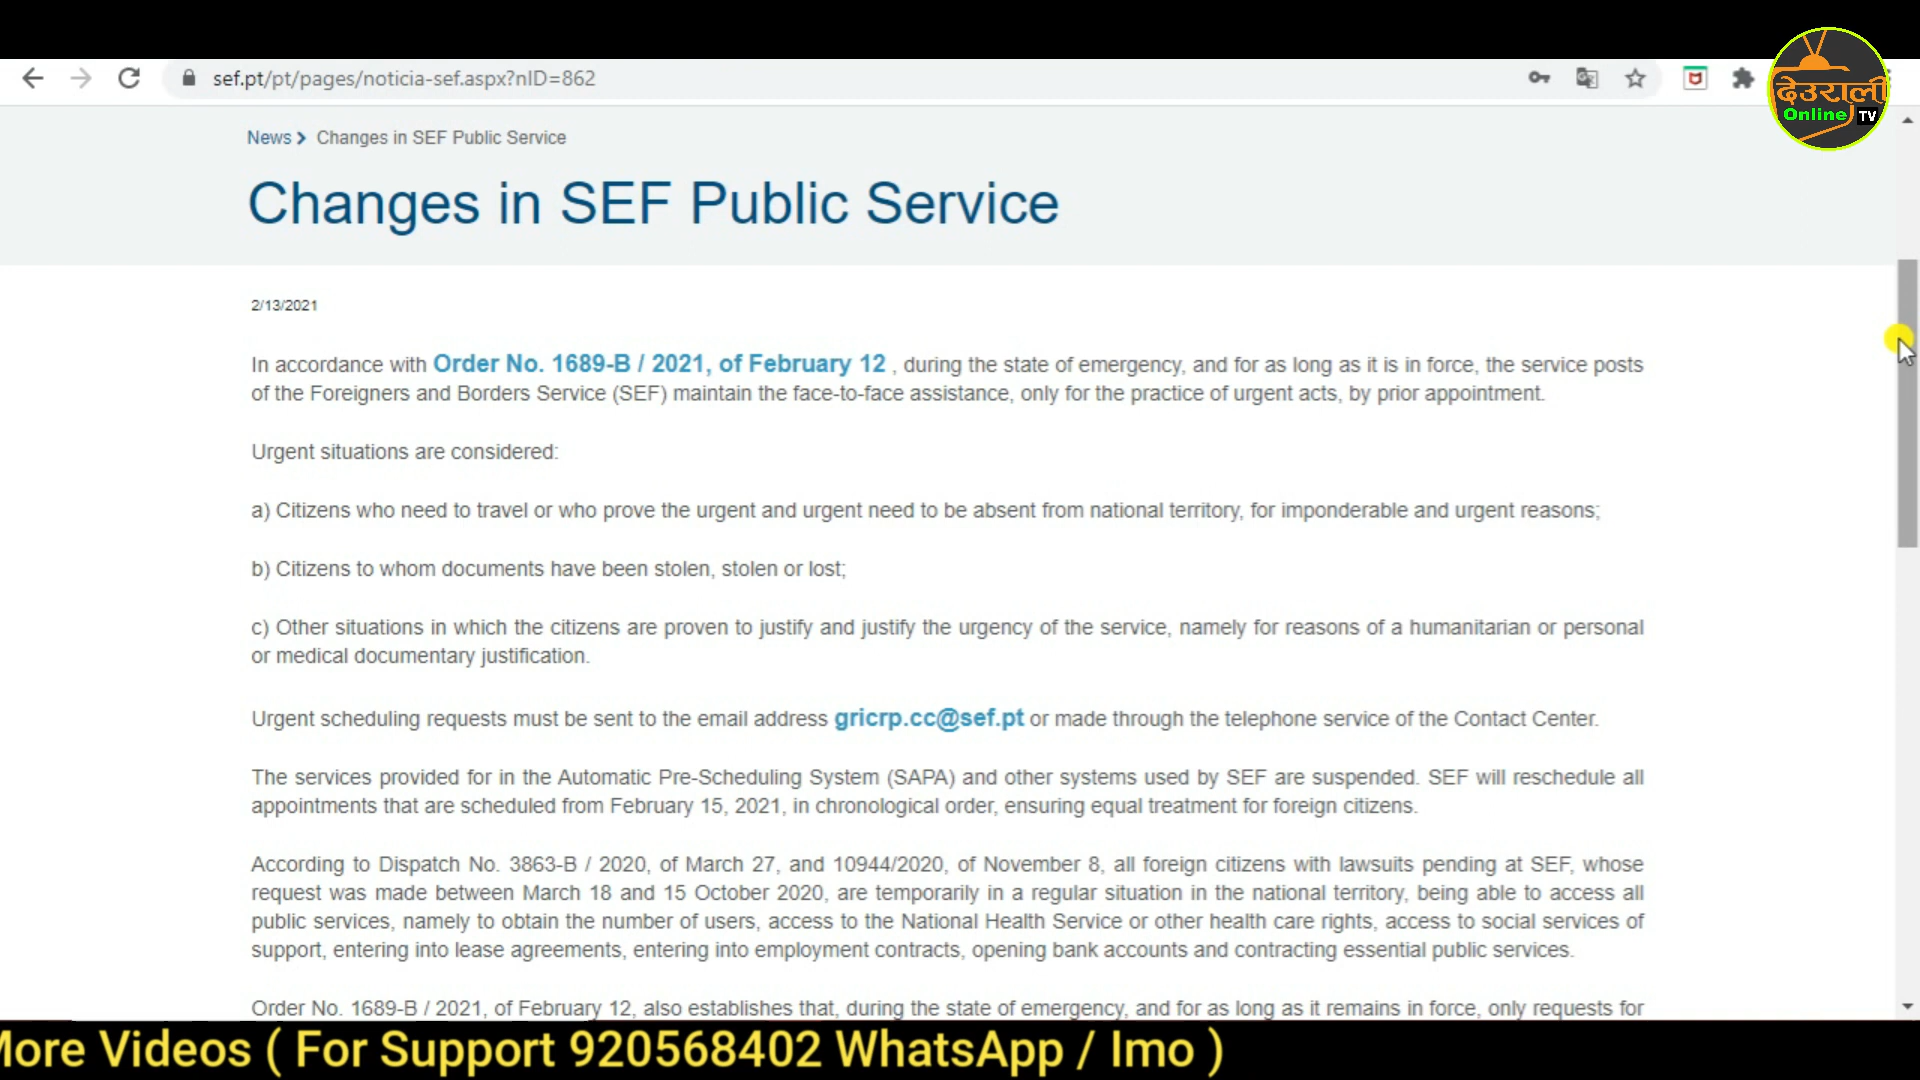 sef.pt/pt/pages/noticia-sef.aspx?nID=862
देउराली
Online TV
News > Changes in SEF Public Service
Changes in SEF Public Service
2/13/2021
In accordance with Order No. 1689-B / 2021, of February 12 , during the state of emergency, and for as long as it is in force, the service posts
of the Foreigners and Borders Service (SEF) maintain the face-to-face assistance, only for the practice of urgent acts, by prior appointment.
Urgent situations are considered:
a) Citizens who need to travel or who prove the urgent and urgent need to be absent from national territory, for imponderable and urgent reasons;
b) Citizens to whom documents have been stolen, stolen or lost;
c) Other situations in which the citizens are proven to justify and justify the urgency of the service, namely for reasons of a humanitarian or personal
or medical documentary justification.
Urgent scheduling requests must be sent to the email address gricrp.cc@sef.pt or made through the telephone service of the Contact Center.
The services provided for in the Automatic Pre-Scheduling System (SAPA) and other systems used by SEF are suspended. SEF will reschedule all
appointments that are scheduled from February 15, 2021, in chronological order, ensuring equal treatment for foreign citizens.
According to Dispatch No. 3863-B / 2020, of March 27, and 10944/2020, of November 8, all foreign citizens with lawsuits pending at SEF, whose
request was made between March 18 and 15 October 2020, are temporarily in a regular situation in the national territory, being able to access all
public services, namely to obtain the number of users, access to the National Health Service or other health care rights, access to social services of
support, entering into lease agreements, entering into employment contracts, opening bank accounts and contracting essential public services.
Order No. 1689-B / 2021, of February 12, also establishes that, during the state of emergency, and for as long as it remains in force, only requests for
More Videos ( For Support 920568402 WhatsApp / Imo )